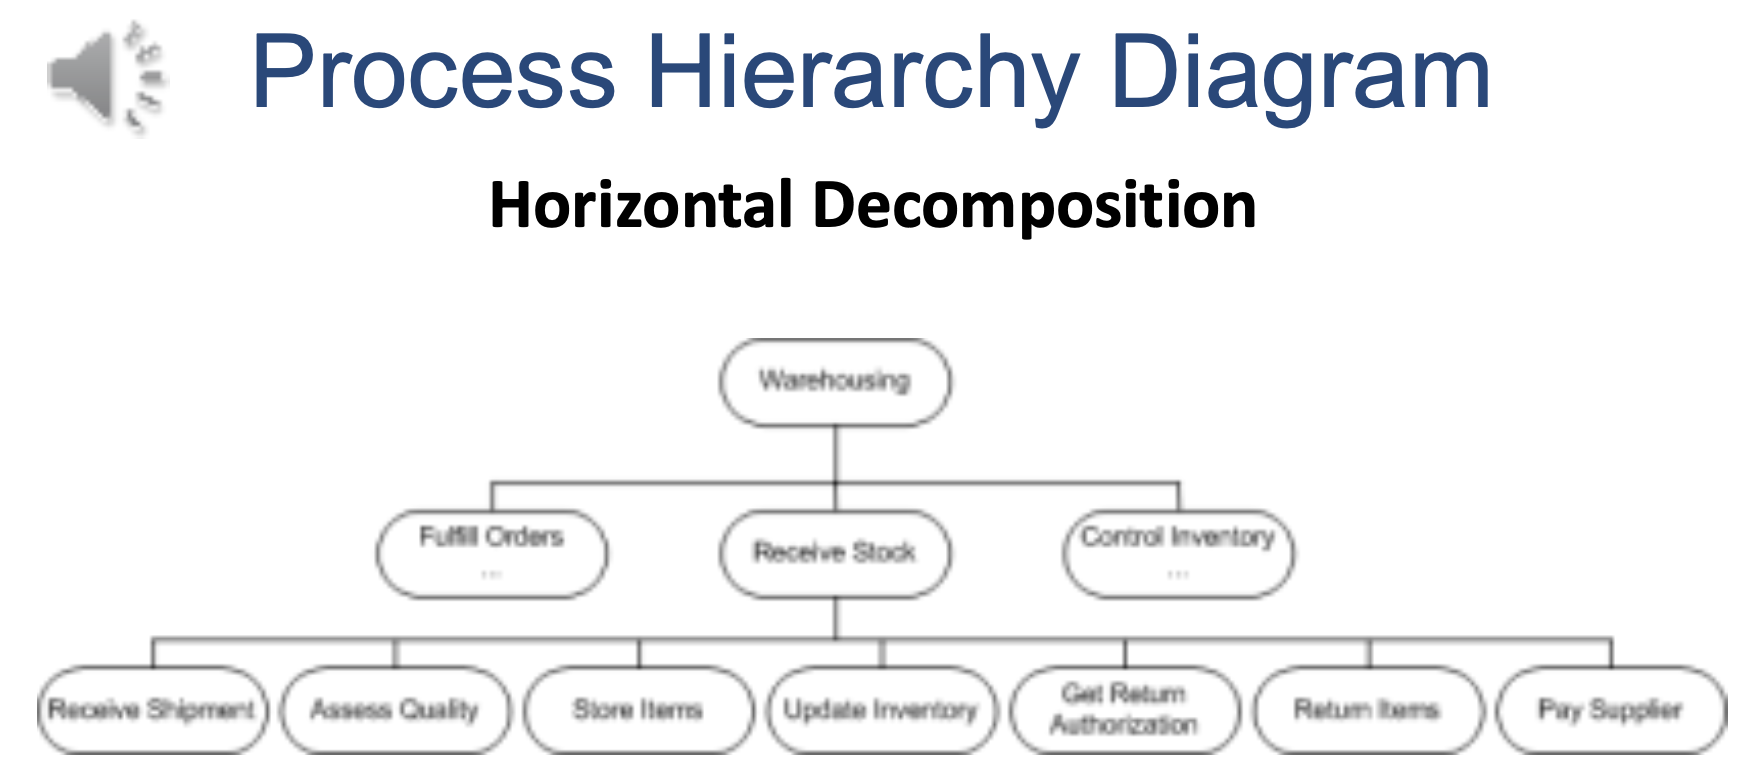 Process Hierarchy Diagram
Horizontal Decomposition
Warehousing
Fulfill Orders
...
Receive Stock
Control Inventory
...
Receive Shipment
Assess Quality
Store Items
Update Inventory
Get Return
Authorization
Return Items
Pay Supplier